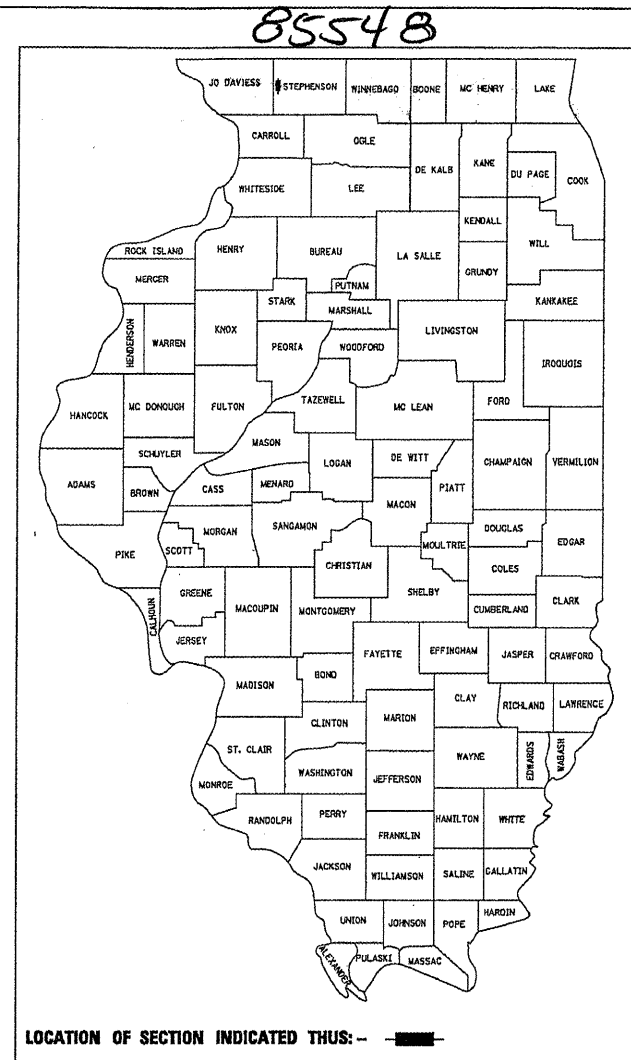 85548
JO DAVIESS STEPHENSON WINNEBAGO BOONE MC HENRY LAKE
CARROLL OGLE DE KALB KANE DU PAGE COOK
WHITESIDE LEE
KENDALL WILL
ROCK ISLAND HENRY BUREAU LA SALLE GRUNDY
MERCER PUTNAM
STARK MARSHALL KANKAKEE
HENDERSON WARREN KNOX PEORIA WOODFORD LIVINGSTON IROQUOIS
HANCOCK MC DONOUGH FULTON TAZEWELL MC LEAN FORD
MASON
SCHUYLER LOGAN DE WITT CHAMPAIGN VERMILION
ADAMS BROWN CASS MENARD PIATT
MACON
MORGAN SANGAMON DOUGLAS
PIKE SCOTT CHRISTIAN MOULTRIE EDGAR
COLES
GREENE MACOUPIN SHELBY
CALHOUN MONTGOMERY CUMBERLAND CLARK
JERSEY
FAYETTE EFFINGHAM JASPER CRAWFORD
MADISON BOND
CLAY RICHLAND LAWRENCE
CLINTON MARION
ST. CLAIR WAYNE EDWARDS WABASH
WASHINGTON JEFFERSON
MONROE
RANDOLPH PERRY HAMILTON WHITE
FRANKLIN
JACKSON WILLIAMSON SALINE GALLATIN
UNION JOHNSON POPE HARDIN
ALEXANDER PULASKI MASSAC
LOCATION OF SECTION INDICATED THUS: -